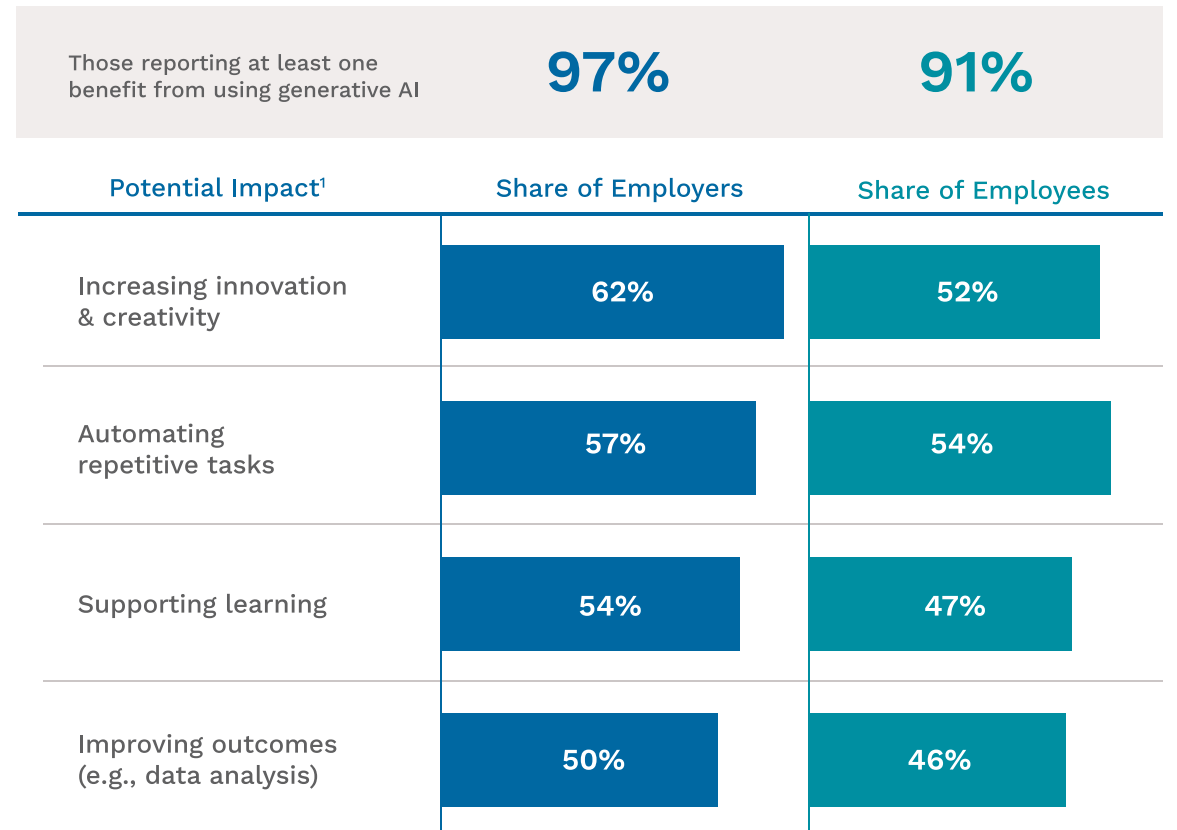 Those reporting at least one
benefit from using generative AI
97%
91%
Potential Impact¹
Share of Employers
Share of Employees
Increasing innovation
& creativity
62%
52%
Automating
repetitive tasks
57%
54%
Supporting learning
54%
47%
Improving outcomes
(e.g., data analysis)
50%
46%